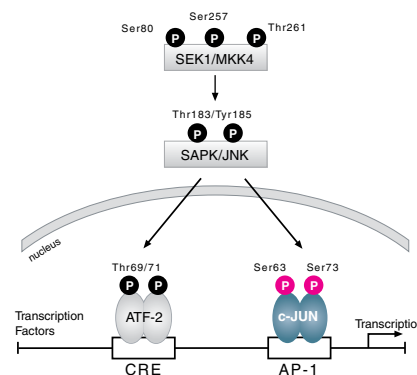 Ser257
Ser80
Thr261
P P P
SEK1/MKK4
Thr183/Tyr185
P P
SAPK/JNK
nucleus
Thr69/71
Ser63 Ser73
P P P P
ATF-2
c-JUN
Transcription
Factors
Transcriptio
CRE
AP-1